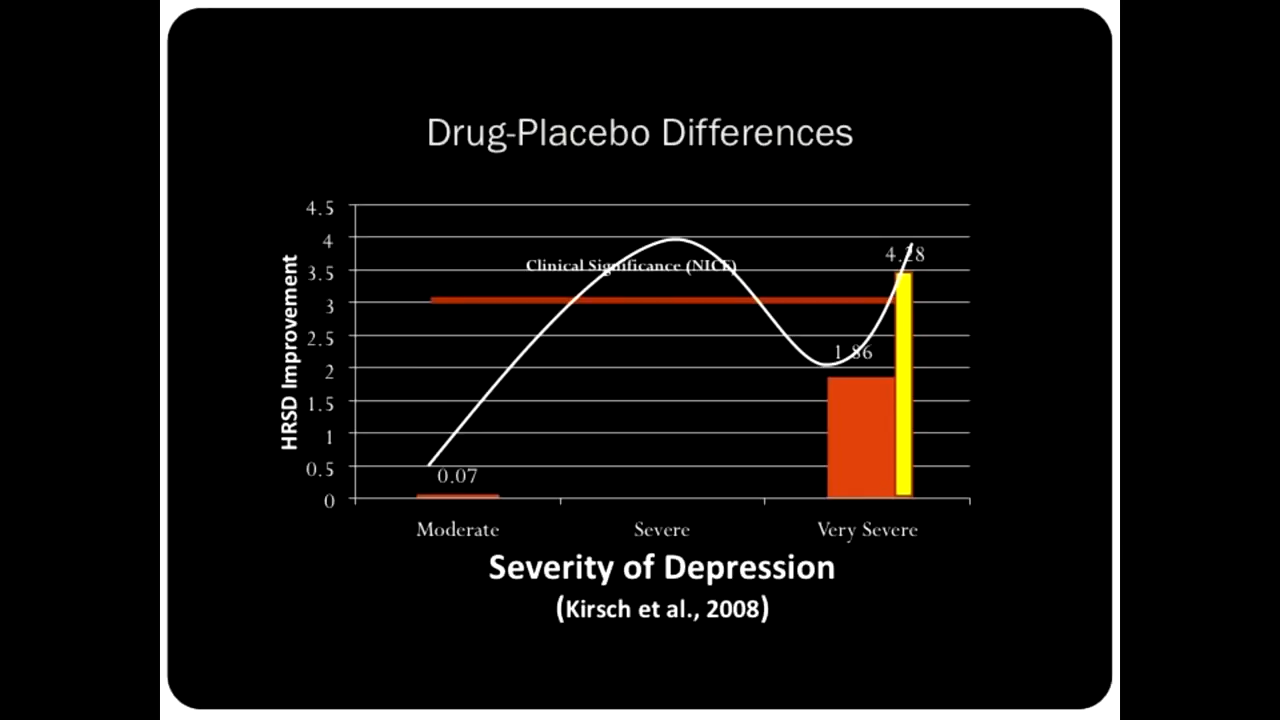 Drug-Placebo Differences
4.5
4
3.5
3
2.5
2
1.5
1
0.5
0
HRSD Improvement
Clinical Significance (NICE)
0.07
1.86
4.28
Moderate
Severe
Very Severe
Severity of Depression
(Kirsch et al., 2008)